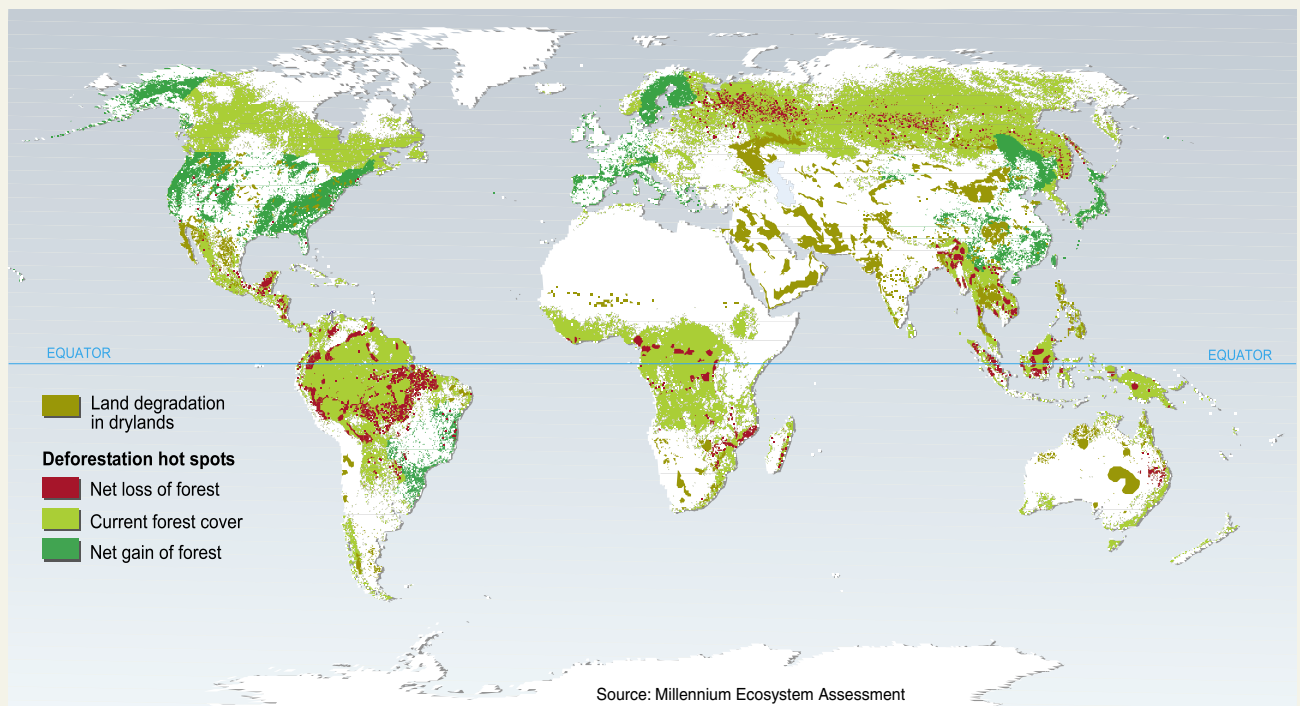 EQUATOR
EQUATOR
Land degradation
in drylands
Deforestation hot spots
Net loss of forest
Current forest cover
Net gain of forest
Source: Millennium Ecosystem Assessment